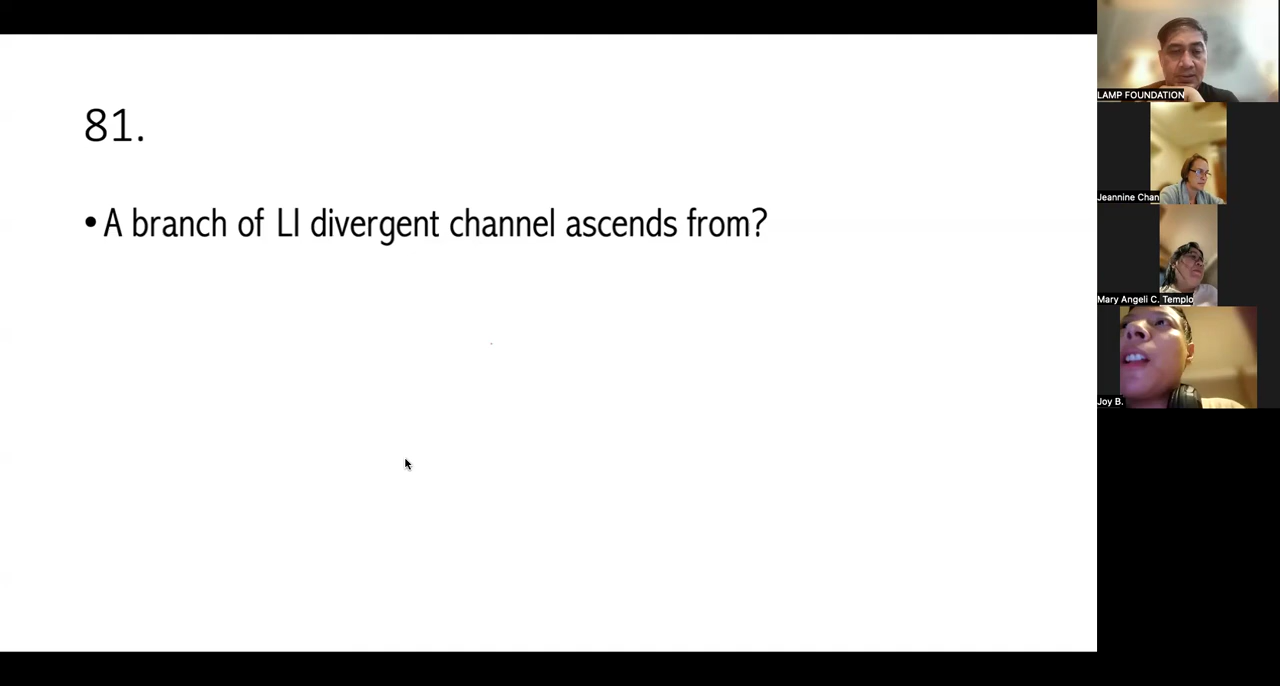 81.
• A branch of LI divergent channel ascends from?
LAMP FOUNDATION
Jeannine Chan
Mary Angeli C. Templo
Joy B.